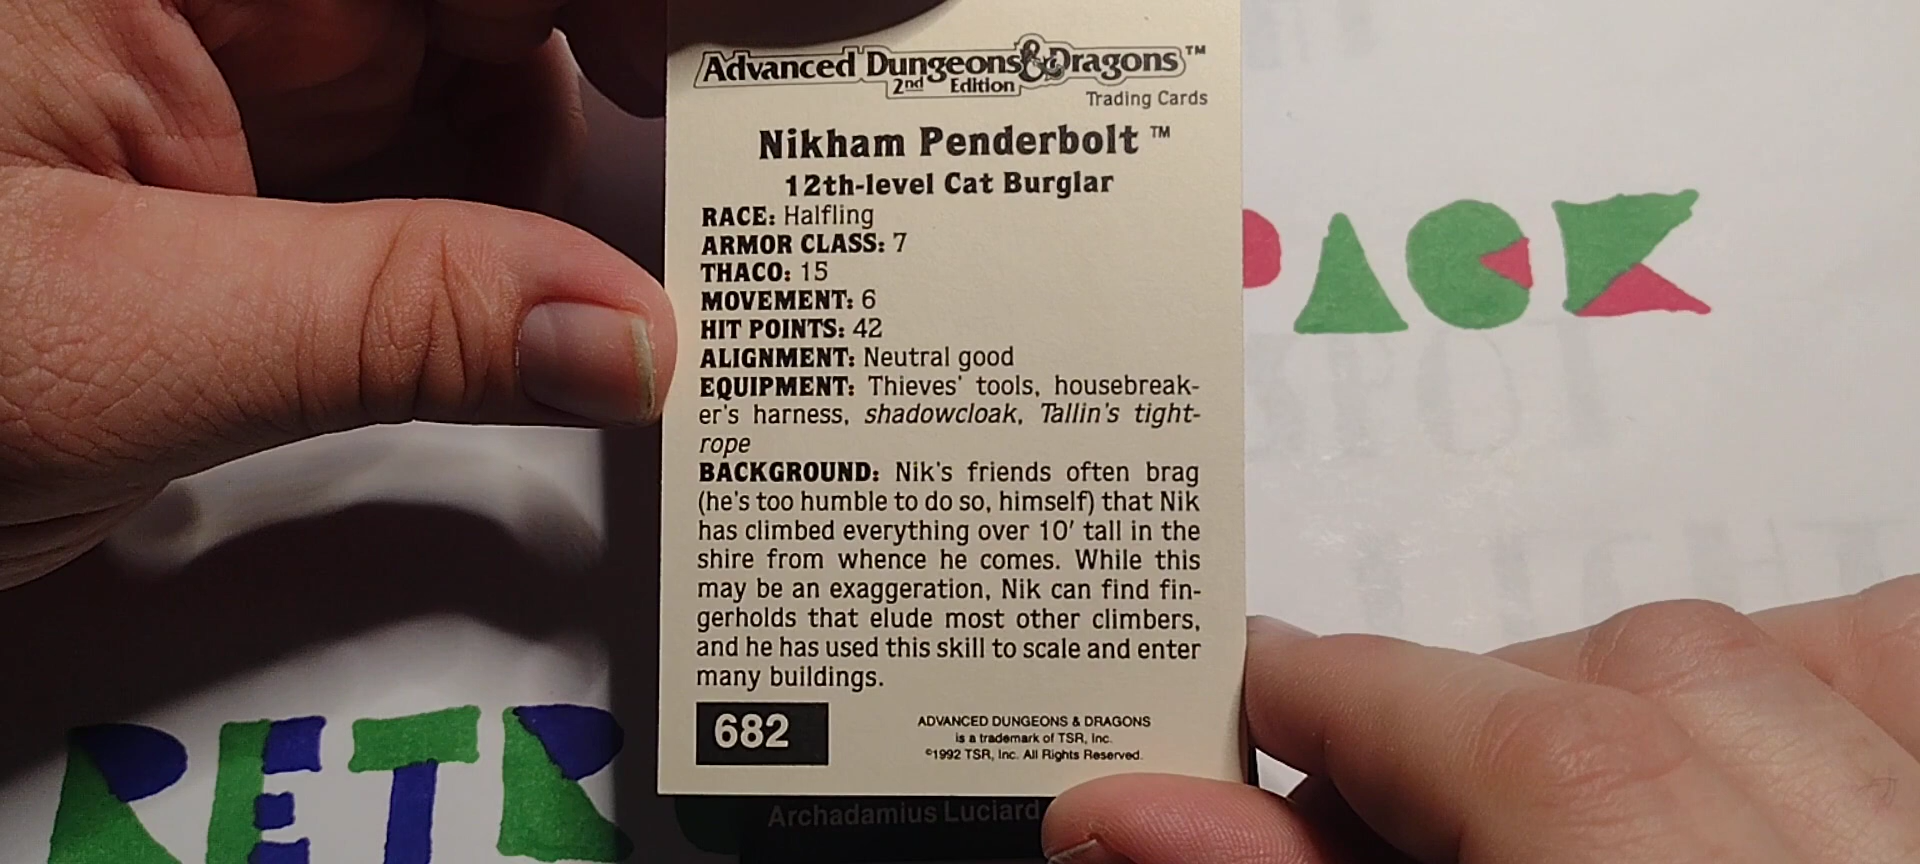 Advanced Dungeons & Dragons™
2nd Edition
Trading Cards
Nikham Penderbolt ™
12th-level Cat Burglar
RACE: Halfling
ARMOR CLASS: 7
THACO: 15
MOVEMENT: 6
HIT POINTS: 42
ALIGNMENT: Neutral good
EQUIPMENT: Thieves' tools, housebreak-
er's harness, shadowcloak, Tallin's tight-
rope
BACKGROUND: Nik's friends often brag
(he's too humble to do so, himself) that Nik
has climbed everything over 10' tall in the
shire from whence he comes. While this
may be an exaggeration, Nik can find fin-
gerholds that elude most other climbers,
and he has used this skill to scale and enter
many buildings.
682
ADVANCED DUNGEONS & DRAGONS
is a trademark of TSR, Inc.
©1992 TSR, Inc. All Rights Reserved.
Archadamius Luciard
PACK
RETR